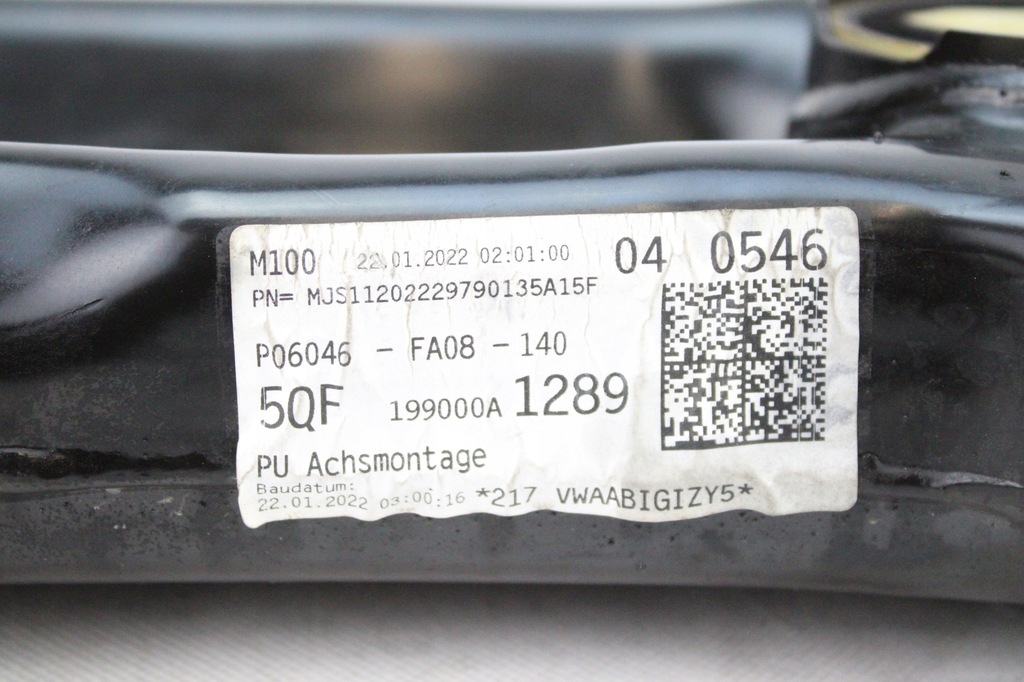 M100 22.01.2022 02:01:00 04 0546
PN= MJS11202229790135A15F
P06046 - FA08 - 140
5QF 199000A 1289
PU Achsmontage
Baudatum:
22.01.2022 03:00:16 *217 VWAABIGIZY5*